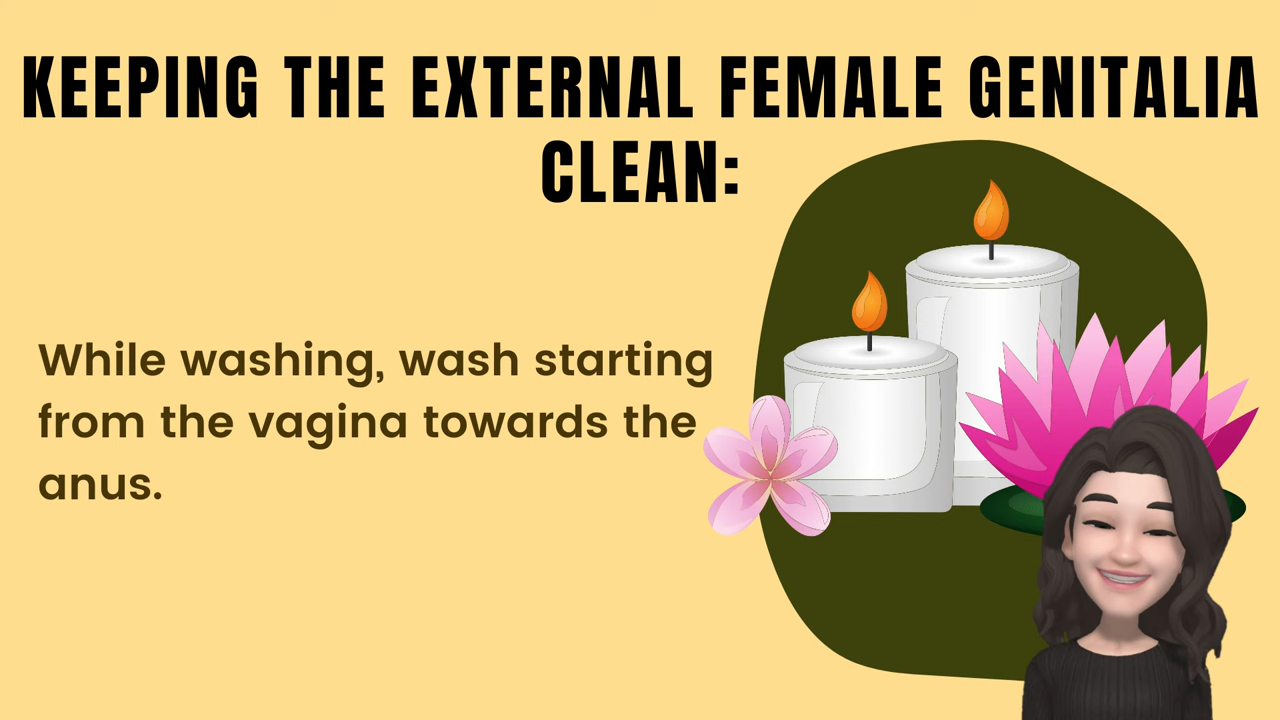 KEEPING THE EXTERNAL FEMALE GENITALIA
CLEAN:
While washing, wash starting
from the vagina towards the
anus.